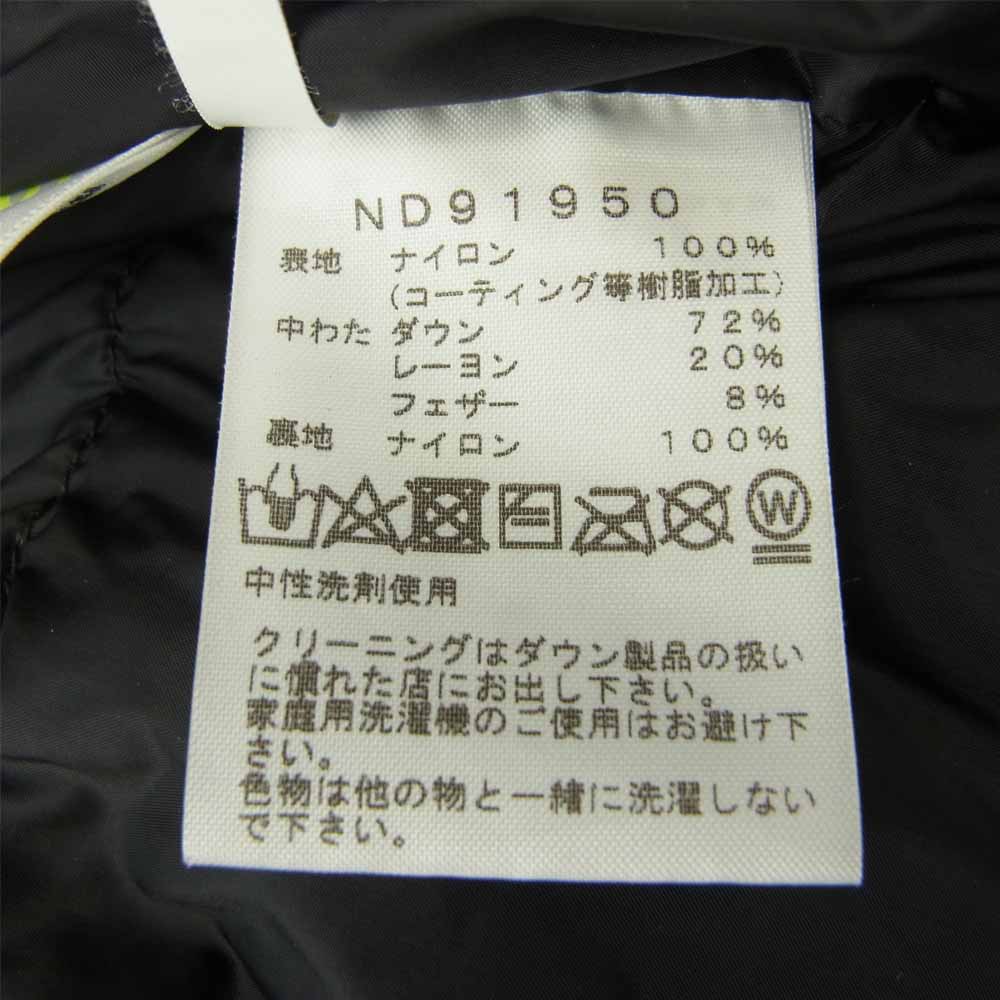 ND91950
表地 ナイロン 100%
(コーティング等樹脂加工)
中わた ダウン 72%
レーヨン 20%
フェザー 8%
裏地 ナイロン 100%
W
中性洗剤使用
クリーニングはダウン製品の扱い
に慣れた店にお出し下さい。
家庭用洗濯機のご使用はお避け下
さい。
色物は他の物と一緒に洗濯しない
で下さい。